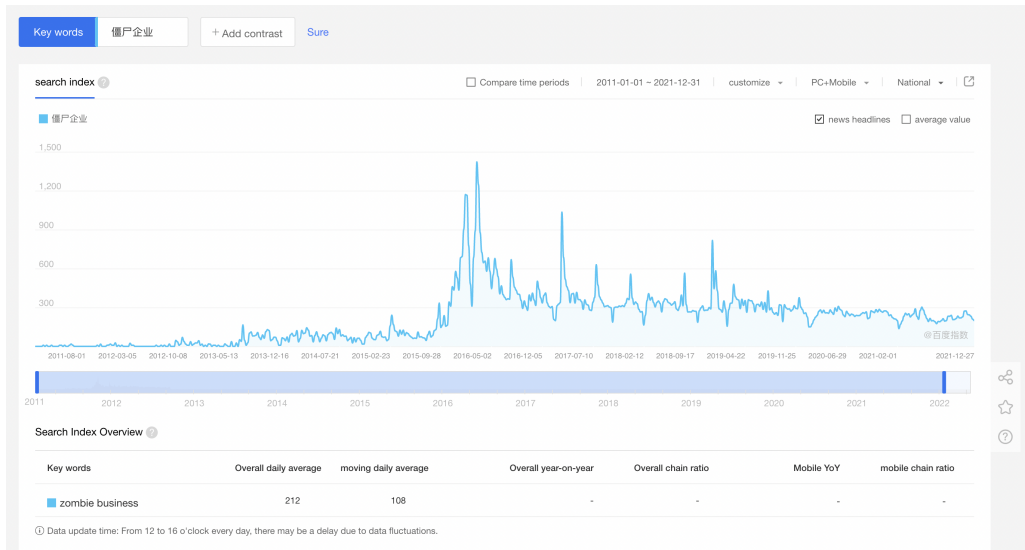 Key words 僵尸企业 + Add contrast Sure
search index ? Compare time periods 2011-01-01 ~ 2021-12-31 customize PC+Mobile National
僵尸企业 news headlines average value
1,500
1,200
900
600
300
@百度指数
2011-08-01 2012-03-05 2012-10-08 2013-05-13 2013-12-16 2014-07-21 2015-02-23 2015-09-28 2016-05-02 2016-12-05 2017-07-10 2018-02-12 2018-09-17 2019-04-22 2019-11-25 2020-06-29 2021-02-01 2021-12-27
2011 2012 2013 2014 2015 2016 2017 2018 2019 2020 2021 2022
Search Index Overview ?
Key words Overall daily average moving daily average Overall year-on-year Overall chain ratio Mobile YoY mobile chain ratio
zombie business 212 108 - - - -
Data update time: From 12 to 16 o'clock every day, there may be a delay due to data fluctuations.